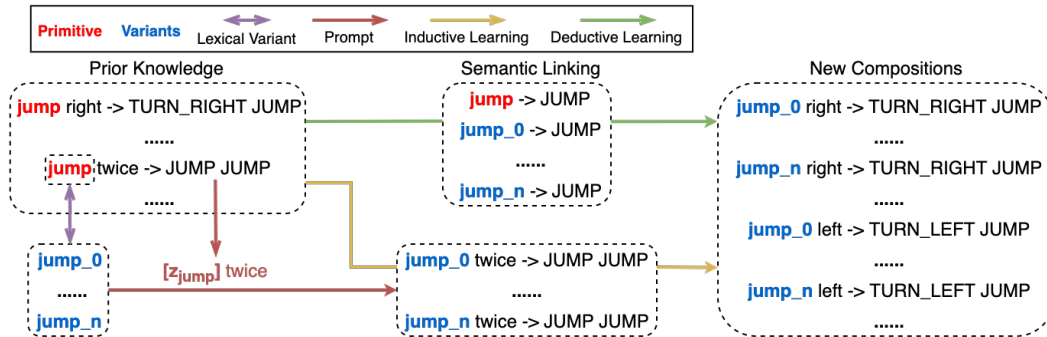 Primitive Variants Lexical Variant Prompt Inductive Learning Deductive Learning
Prior Knowledge
jump right -> TURN_RIGHT JUMP
......
jump twice -> JUMP JUMP
......
jump_0
......
jump_n
[z_jump] twice
Semantic Linking
jump -> JUMP
jump_0 -> JUMP
......
jump_n -> JUMP
jump_0 twice -> JUMP JUMP
......
jump_n twice -> JUMP JUMP
New Compositions
jump_0 right -> TURN_RIGHT JUMP
......
jump_n right -> TURN_RIGHT JUMP
......
jump_0 left -> TURN_LEFT JUMP
......
jump_n left -> TURN_LEFT JUMP
......